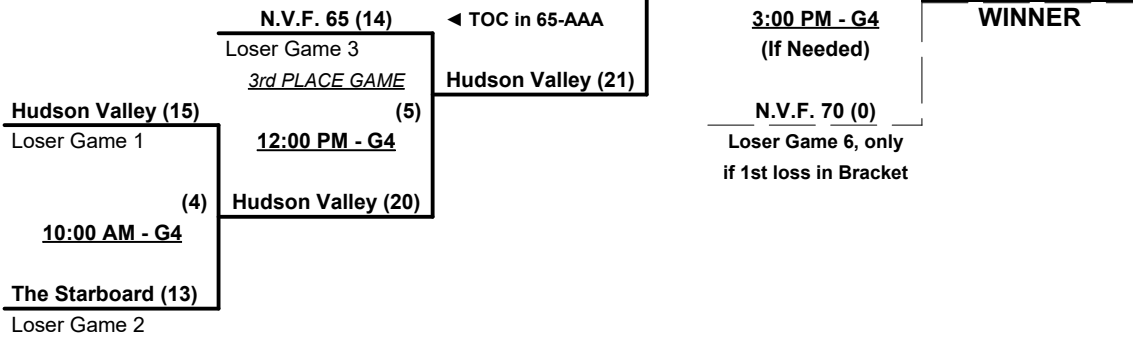 N.V.F. 65 (14)
◄ TOC in 65-AAA
Loser Game 3
3rd PLACE GAME
Hudson Valley (21)
Hudson Valley (15)
(5)
Loser Game 1
12:00 PM - G4
(4)
Hudson Valley (20)
10:00 AM - G4
The Starboard (13)
Loser Game 2
3:00 PM - G4
(If Needed)
WINNER
N.V.F. 70 (0)
Loser Game 6, only
if 1st loss in Bracket